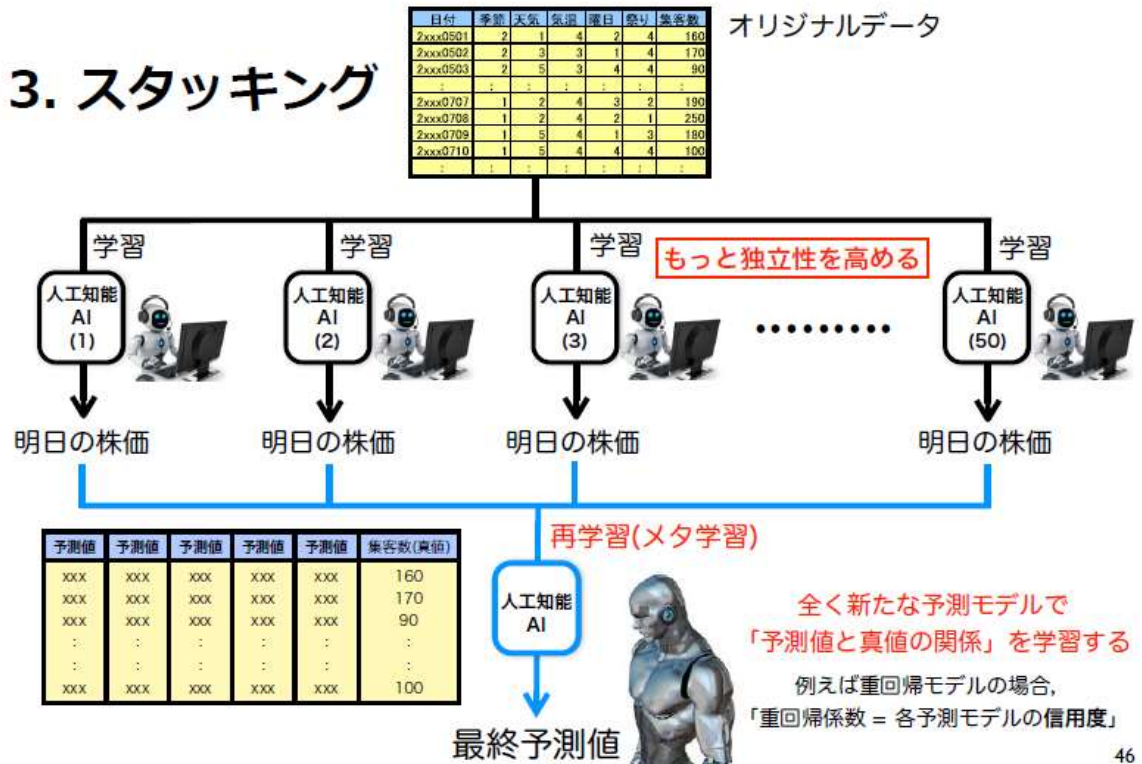 3. スタッキング
日付 季節 天気 気温 曜日 祭り 集客数
2xxx0501 2 1 4 2 4 160
2xxx0502 2 3 3 1 4 170
2xxx0503 2 5 3 4 4 90
: : : : : : :
2xxx0707 1 2 4 3 2 190
2xxx0708 1 2 4 2 1 250
2xxx0709 1 5 4 1 3 180
2xxx0710 1 5 4 4 4 100
: : : : : : :
オリジナルデータ
学習 学習 学習 学習
もっと独立性を高める
人工知能 人工知能 人工知能 人工知能
AI AI AI AI
(1) (2) (3) ・・・・・・・・・ (50)
明日の株価 明日の株価 明日の株価 明日の株価
再学習(メタ学習)
予測値 予測値 予測値 予測値 予測値 集客数(真値)
xxx xxx xxx xxx xxx 160
xxx xxx xxx xxx xxx 170
xxx xxx xxx xxx xxx 90
: : : : : :
: : : : : :
xxx xxx xxx xxx xxx 100
人工知能
AI
最終予測値
全く新たな予測モデルで
「予測値と真値の関係」を学習する
例えば重回帰モデルの場合,
「重回帰係数 = 各予測モデルの信用度」
46